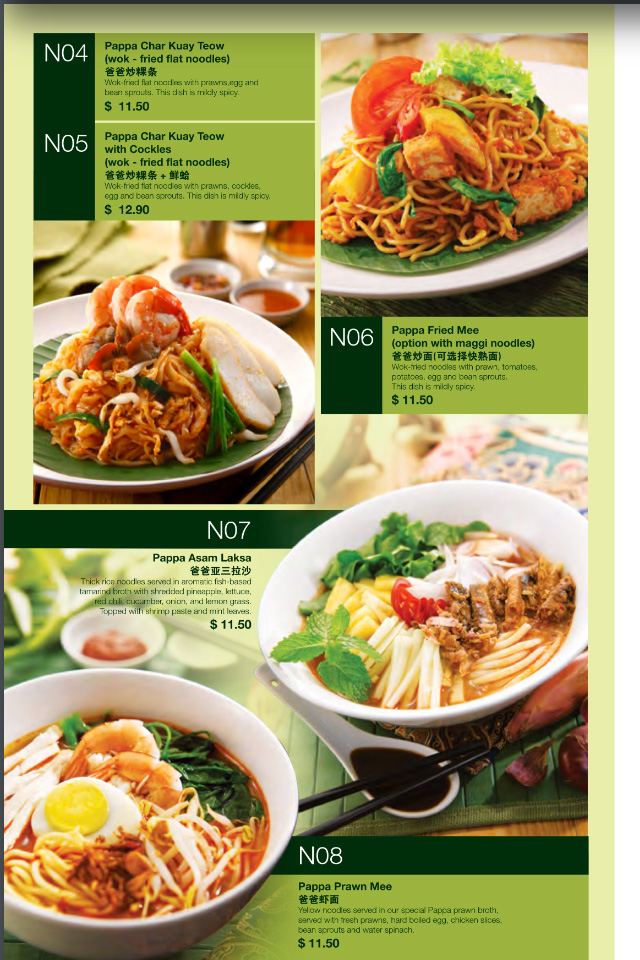 N04
Pappa Char Kuay Teow
(wok - fried flat noodles)
爸爸炒粿条
Wok-fried flat noodles with prawns,egg and
bean sprouts. This dish is mildly spicy.
$ 11.50
N05
Pappa Char Kuay Teow
with Cockles
(wok - fried flat noodles)
爸爸炒粿条 + 鲜蛤
Wok-fried flat noodles with prawns, cockles,
egg and bean sprouts. This dish is mildly spicy.
$ 12.90
N06
Pappa Fried Mee
(option with maggi noodles)
爸爸炒面(可选择快熟面)
Wok-fried noodles with prawn, tomatoes,
potatoes, egg and bean sprouts.
This dish is mildly spicy.
$ 11.50
N07
Pappa Asam Laksa
爸爸亚三拉沙
Thick rice noodles served in aromatic fish-based
tamarind broth with shredded pineapple, lettuce,
red chili, cucumber, onion, and lemon grass.
Topped with shrimp paste and mint leaves.
$ 11.50
N08
Pappa Prawn Mee
爸爸虾面
Yellow noodles served in our special Pappa prawn broth,
served with fresh prawns, hard boiled egg, chicken slices,
bean sprouts and water spinach.
$ 11.50